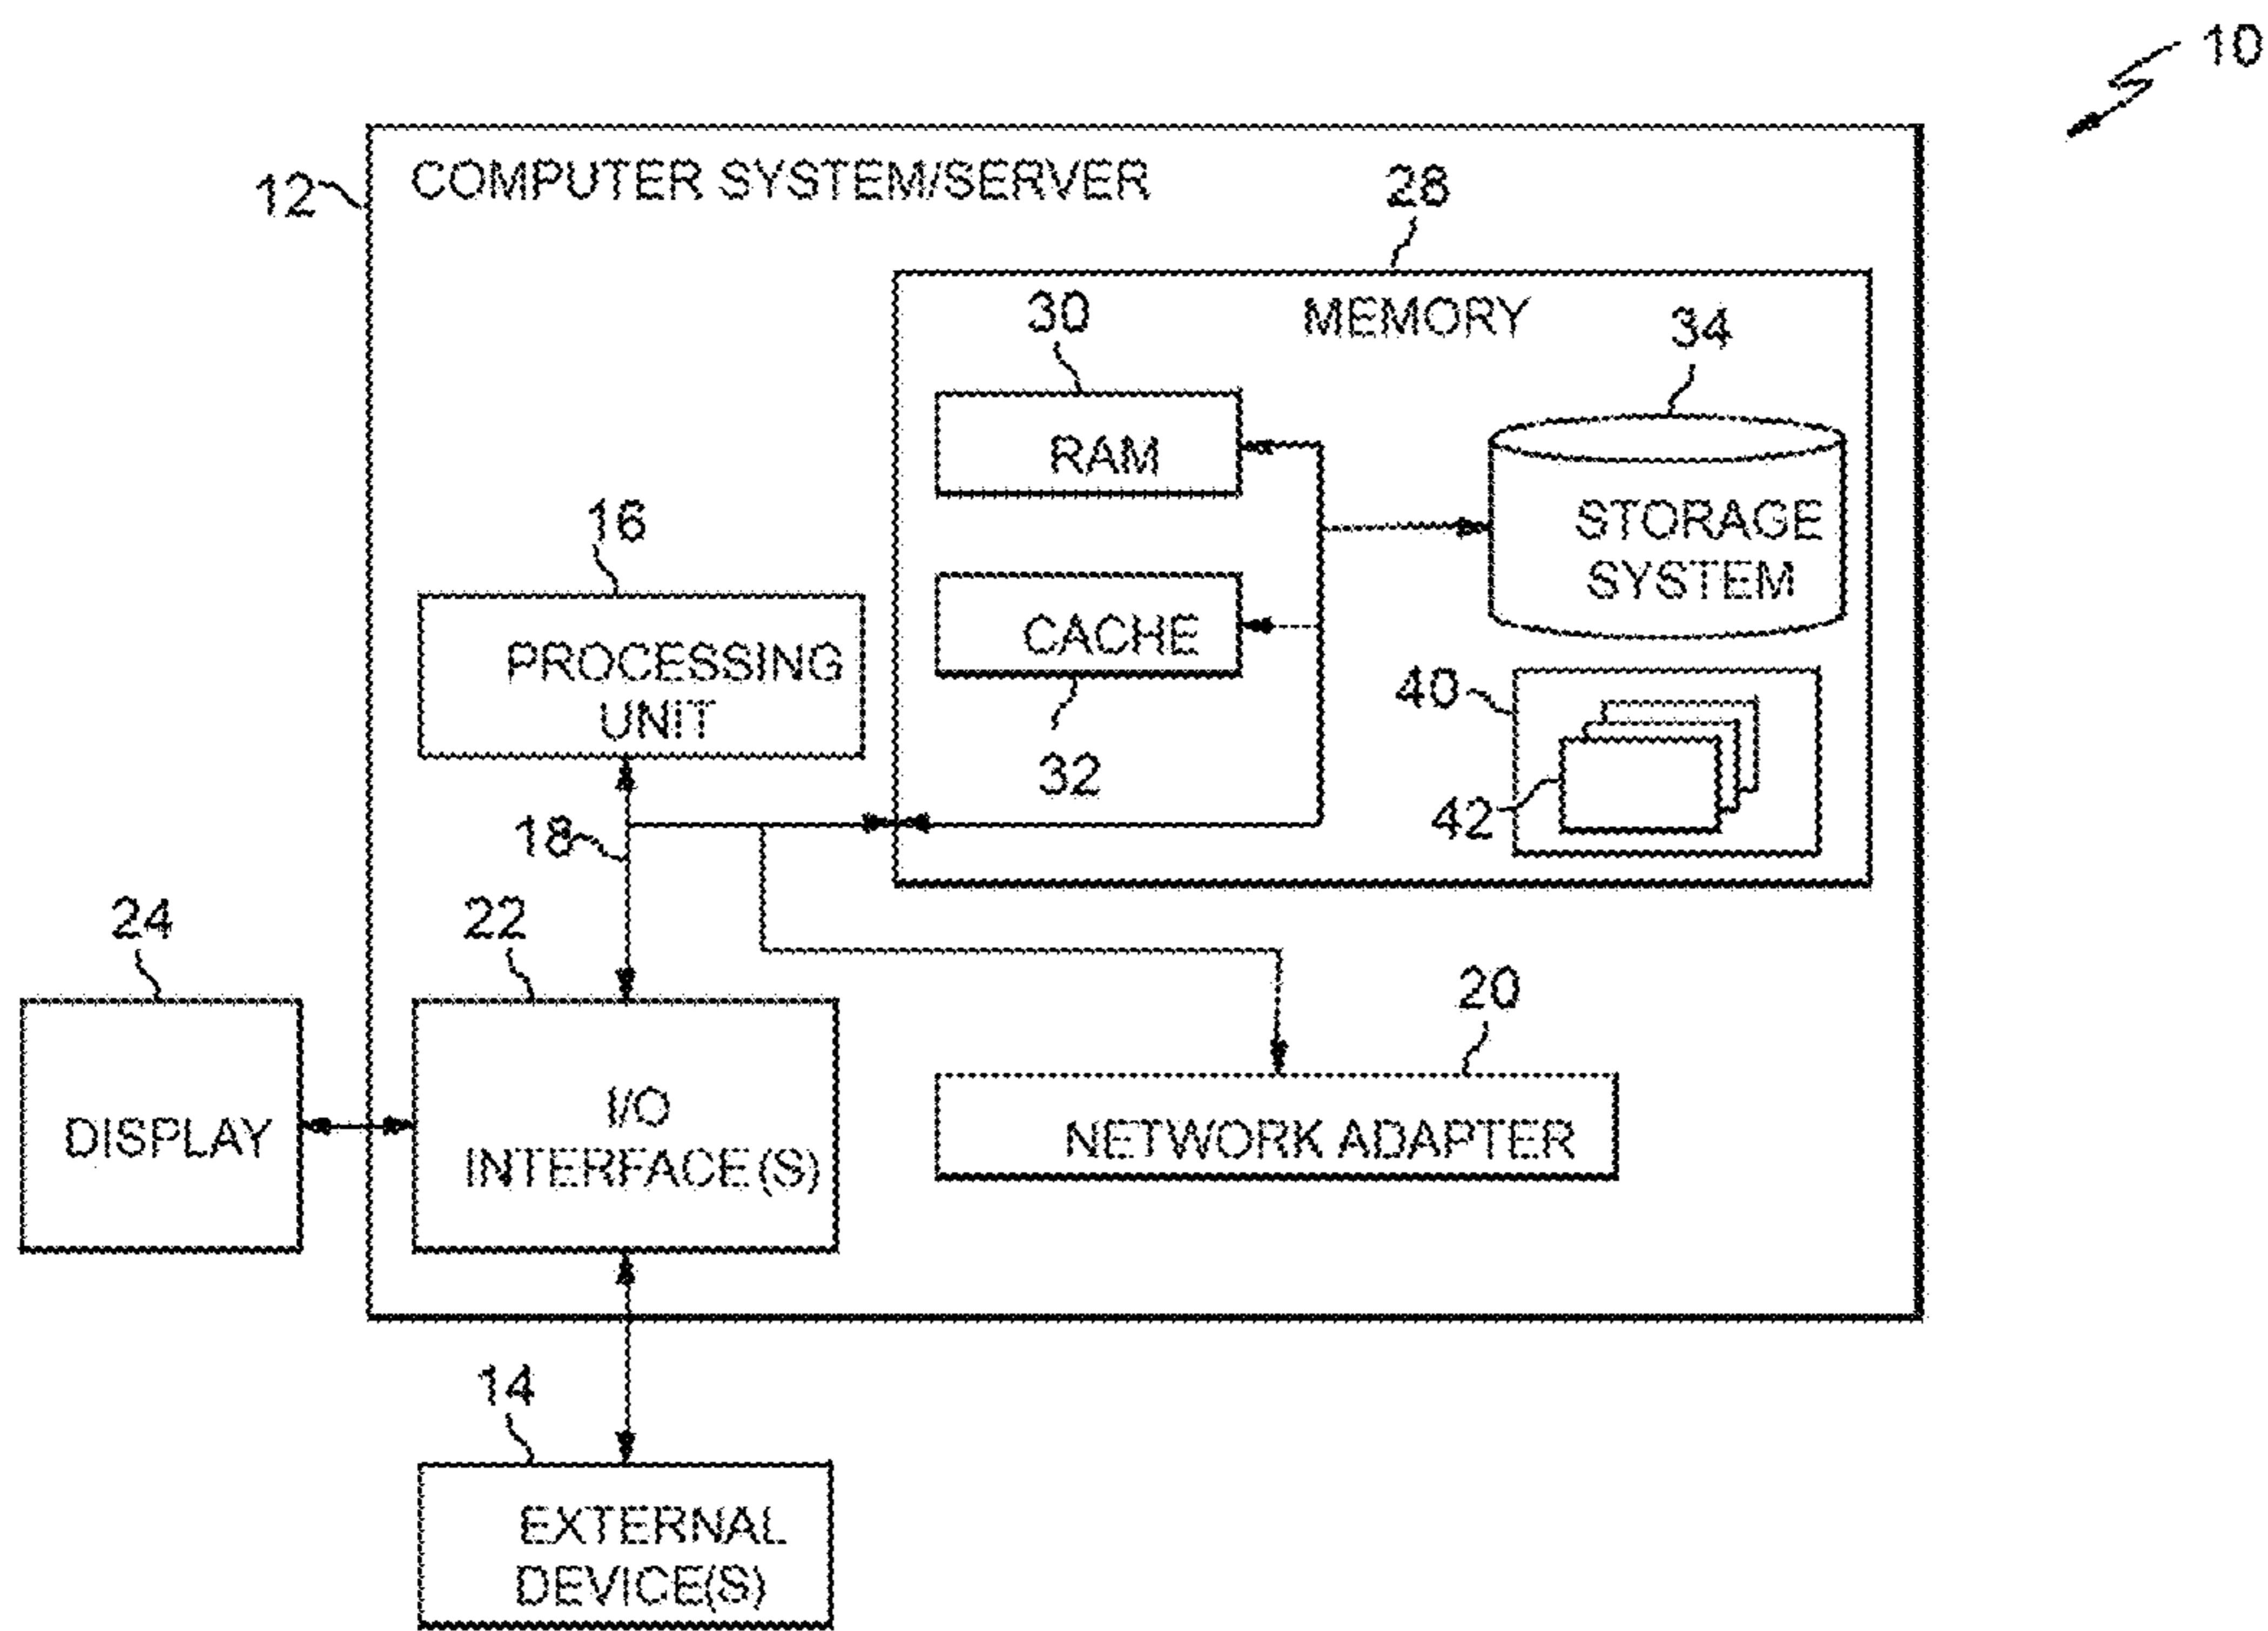 10
12
COMPUTER SYSTEM/SERVER
28
MEMORY
30
34
RAM
STORAGE
SYSTEM
16
PROCESSING
UNIT
CACHE
32
40
42
18
24
22
20
DISPLAY
I/O
INTERFACE(S)
NETWORK ADAPTER
14
EXTERNAL
DEVICE(S)